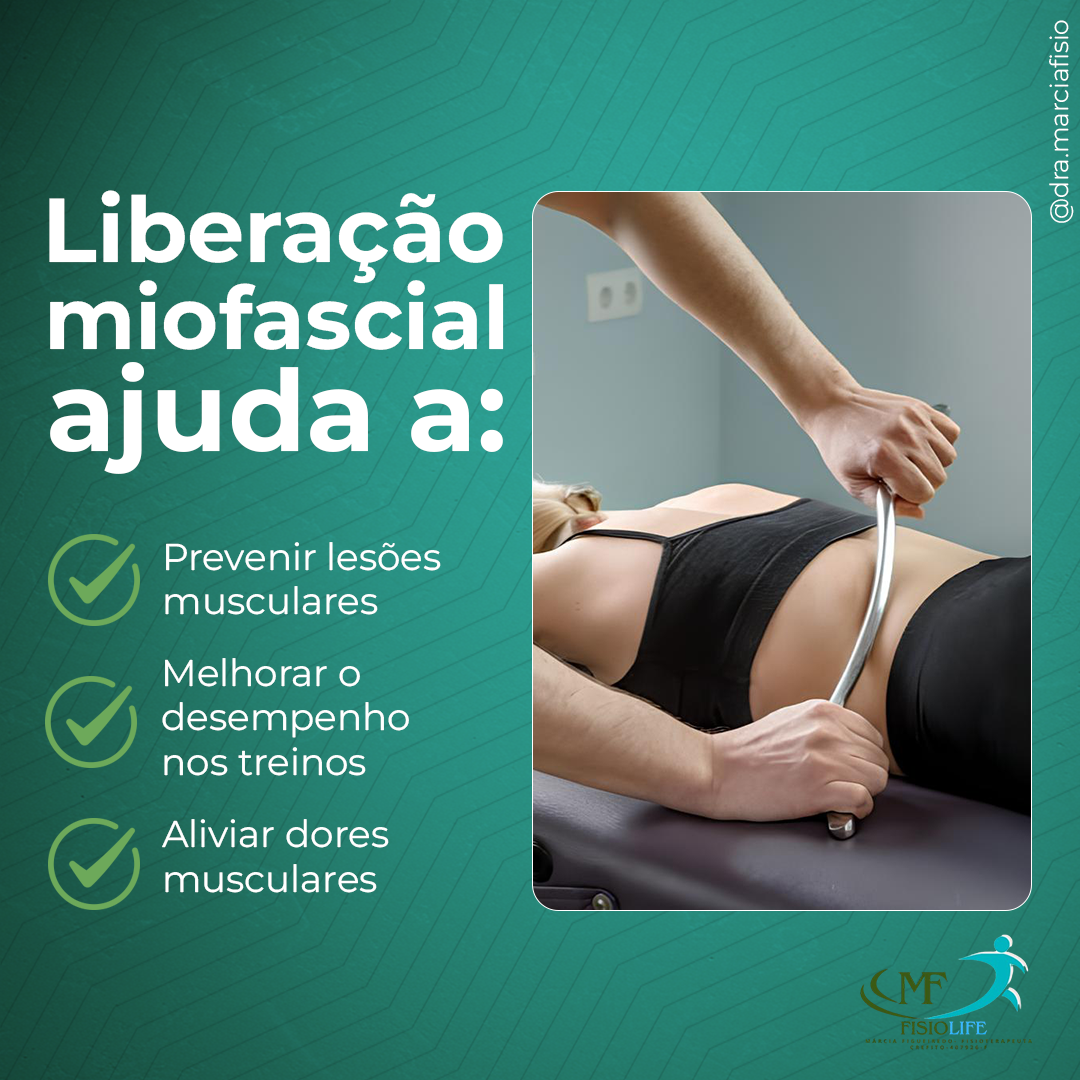 @dra.marciafisio
Liberação
miofascial
ajuda a:
Prevenir lesões
musculares
Melhorar o
desempenho
nos treinos
Aliviar dores
musculares
MF
FISIOLIFE